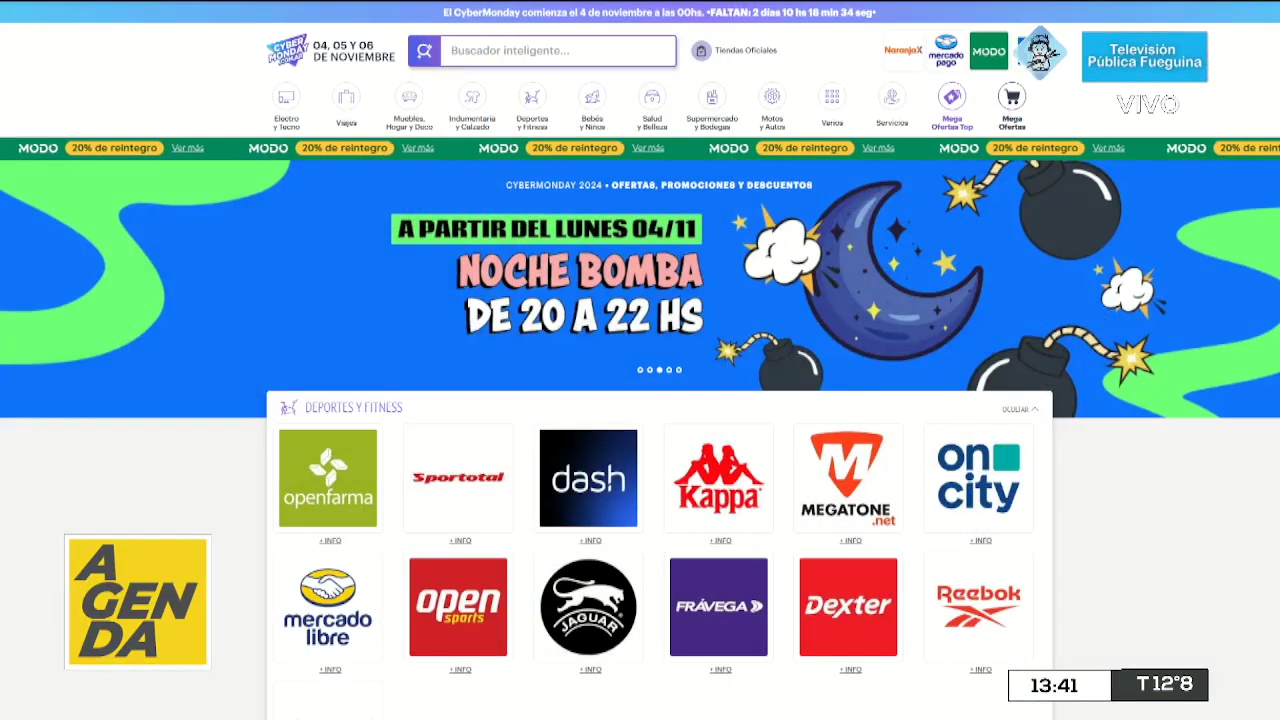 El CyberMonday comienza el 4 de noviembre a las 00hs. •FALTAN: 2 días 10 hs 18 min 34 seg•
CYBER MONDAY
04, 05 Y 06
DE NOVIEMBRE
Buscador inteligente...
Tiendas Oficiales
NaranjaX
mercado pago
MODO
Televisión
Pública Fueguina
VIVO
Electro y Tecno
Viajes
Muebles, Hogar y Deco
Indumentaria y Calzado
Deportes y Fitness
Bebés y Niños
Salud y Belleza
Supermercado y Bodegas
Motos y Autos
Varios
Servicios
Mega Ofertas Top
Mega Ofertas
MODO 20% de reintegro Ver más MODO 20% de reintegro Ver más MODO 20% de reintegro Ver más MODO 20% de reintegro Ver más MODO 20% de reintegro Ver más MODO 20% de rein
CYBERMONDAY 2024 • OFERTAS, PROMOCIONES Y DESCUENTOS
A PARTIR DEL LUNES 04/11
NOCHE BOMBA
DE 20 A 22 HS
DEPORTES Y FITNESS
OCULTAR
openfarma
Sportotal
dash
Kappa
MEGATONE.net
on city
+ INFO + INFO + INFO + INFO + INFO + INFO
mercado libre
open sports
JAGUAR
FRÁVEGA
Dexter
Reebok
+ INFO + INFO + INFO + INFO + INFO + INFO
AGENDA
13:41 T12°8